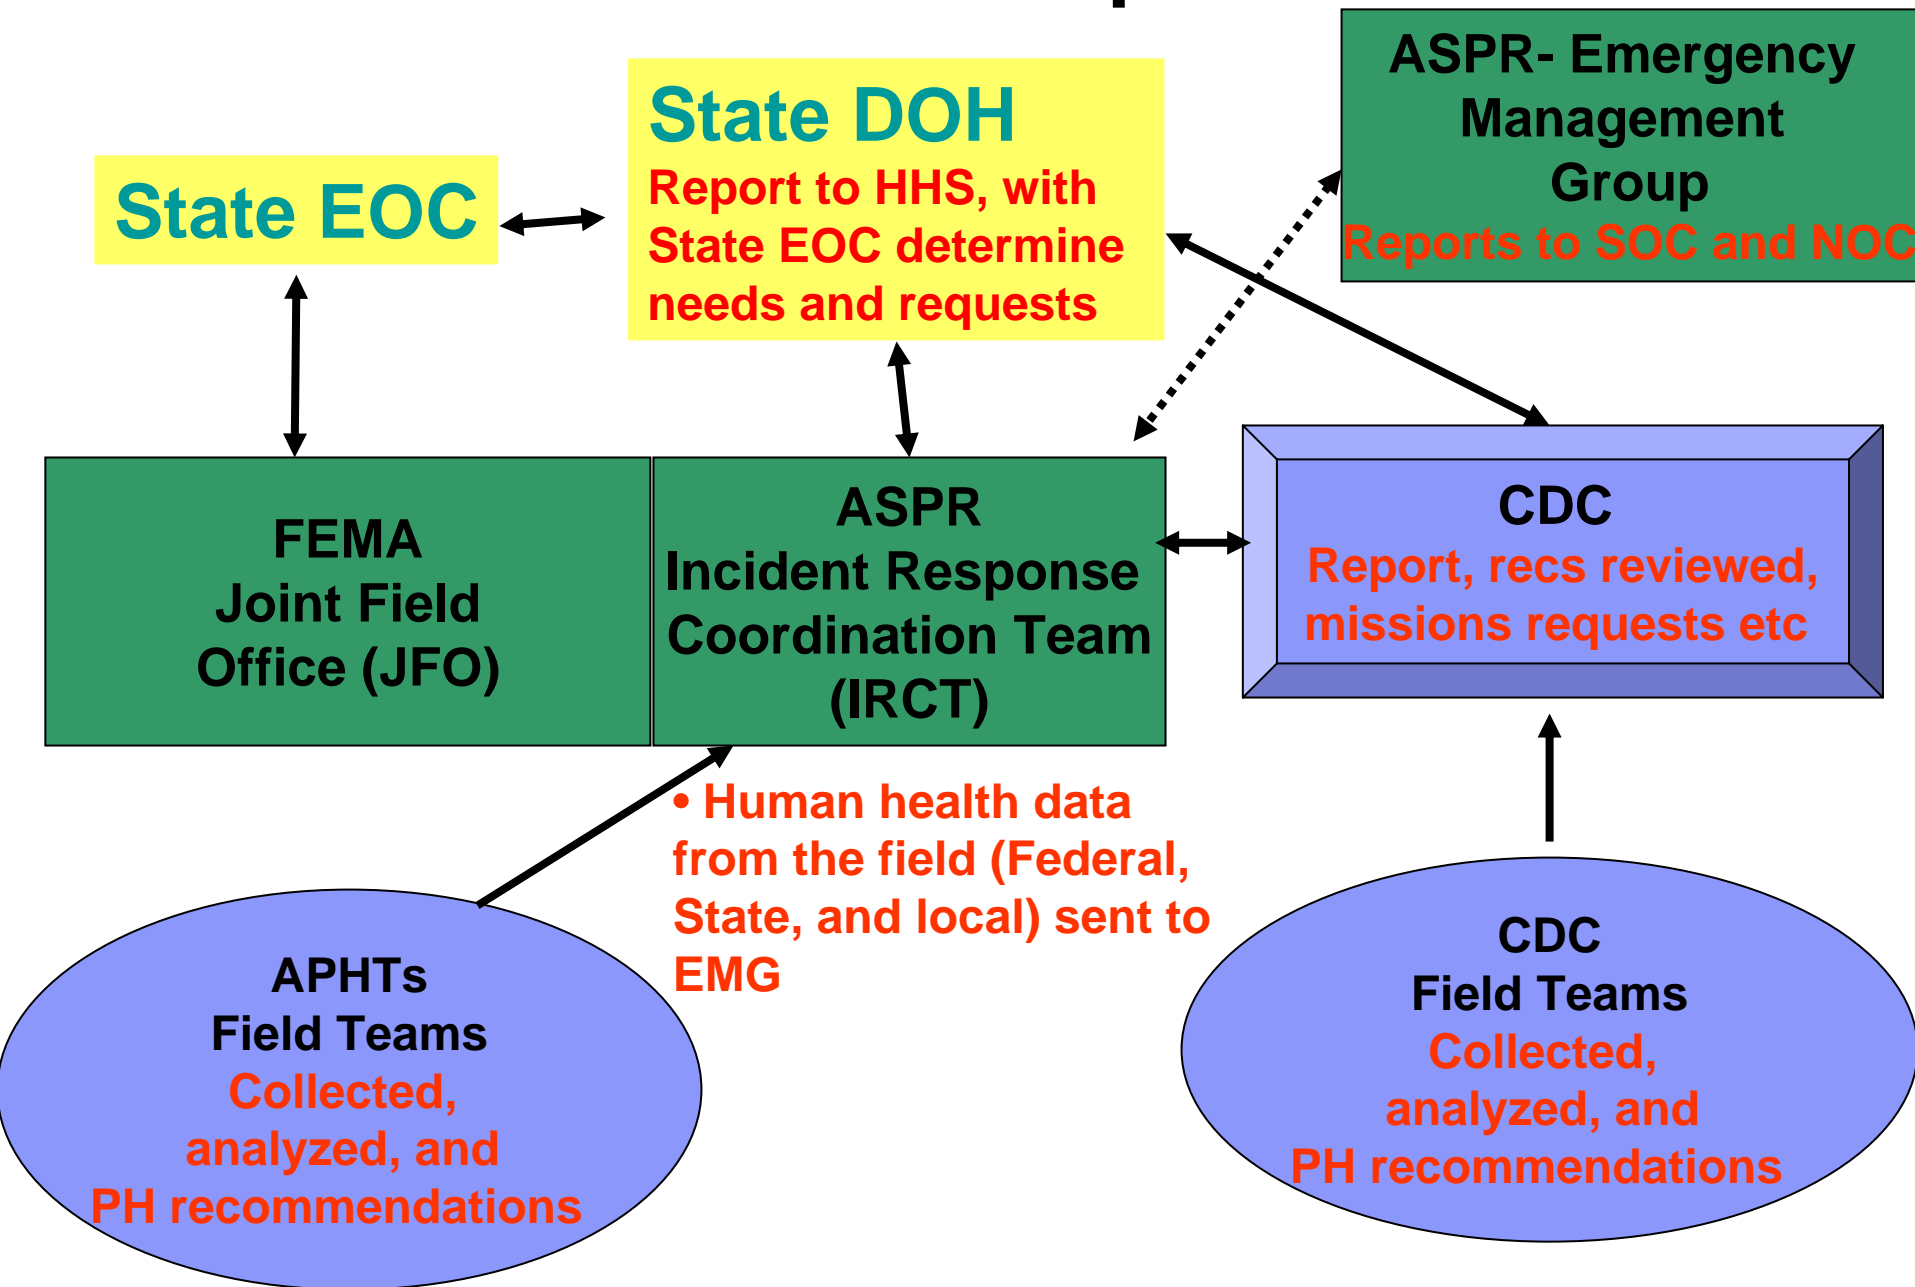 ASPR- Emergency
Management
Group
Reports to SOC and NOC
State DOH
Report to HHS, with
State EOC determine
needs and requests
State EOC
FEMA
Joint Field
Office (JFO)
ASPR
Incident Response
Coordination Team
(IRCT)
CDC
Report, recs reviewed,
missions requests etc
• Human health data
from the field (Federal,
State, and local) sent to
EMG
APHTs
Field Teams
Collected,
analyzed, and
PH recommendations
CDC
Field Teams
Collected,
analyzed, and
PH recommendations